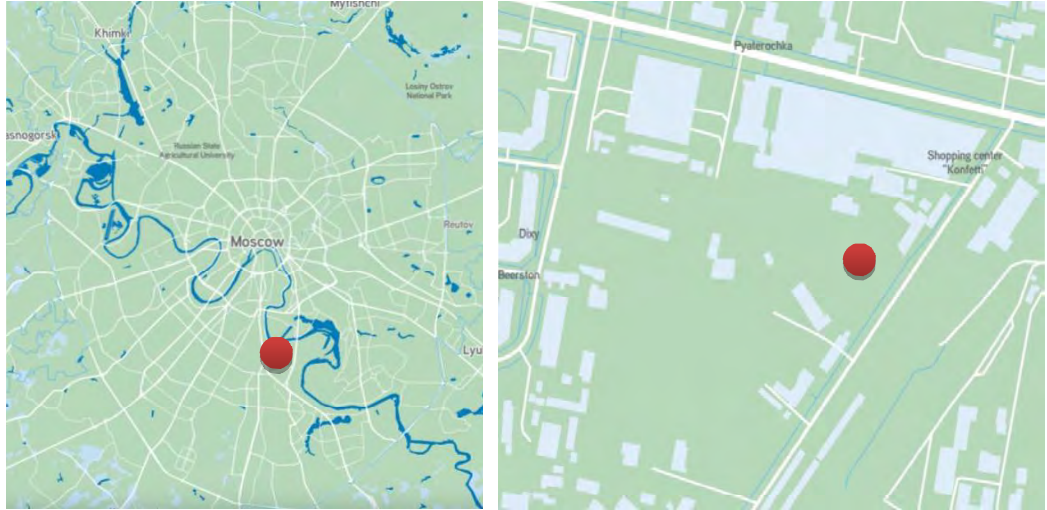 Mytishchi
Khimki
Losiny Ostrov
National Park
asnogorsk
Russian State
Agricultural University
Reutov
Moscow
Lyu
Pyaterochka
Shopping center
"Konfetti"
Dixy
Beerston